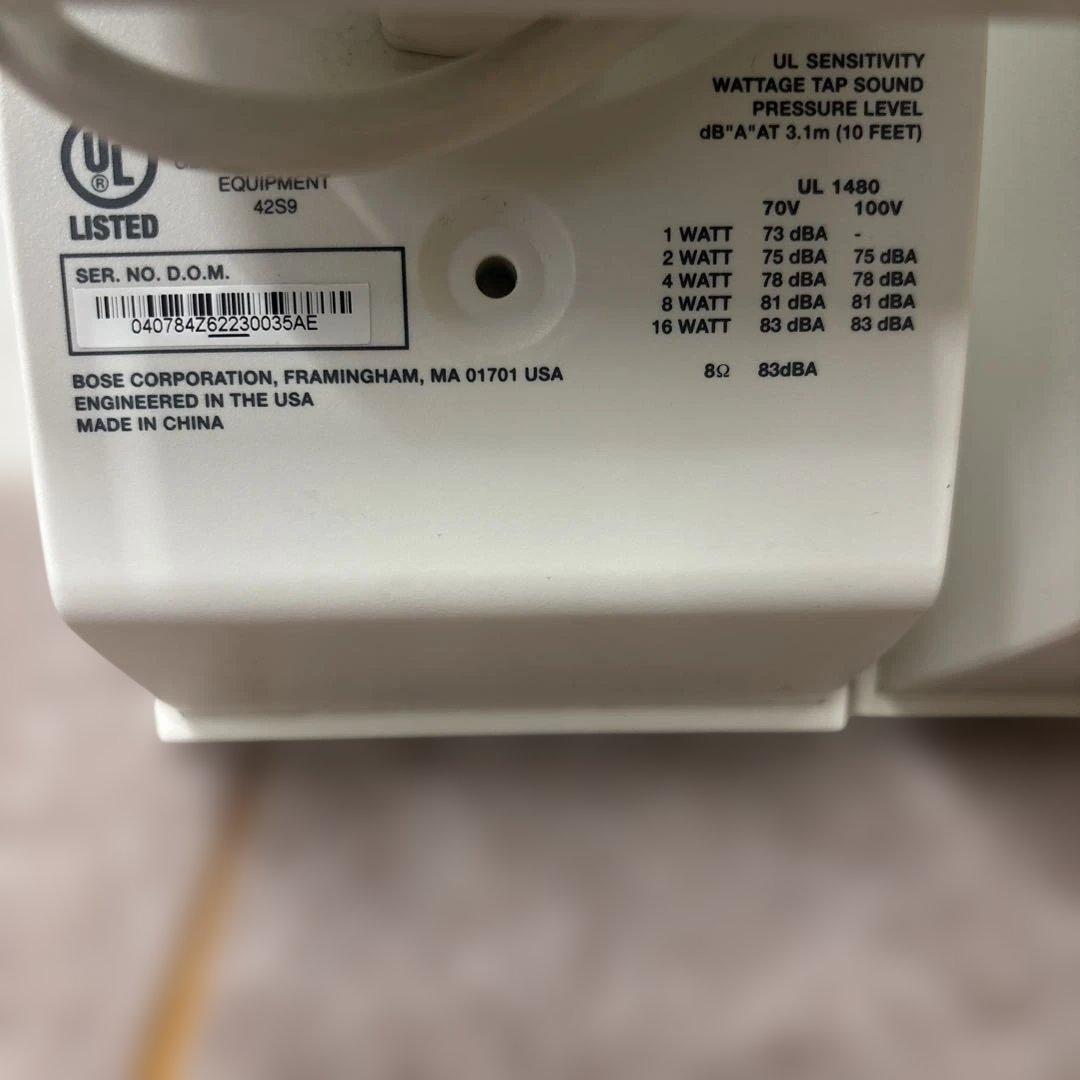 UL
®
LISTED
EQUIPMENT
42S9
SER. NO. D.O.M.
040784Z62230035AE
BOSE CORPORATION, FRAMINGHAM, MA 01701 USA
ENGINEERED IN THE USA
MADE IN CHINA
UL SENSITIVITY
WATTAGE TAP SOUND
PRESSURE LEVEL
dB"A"AT 3.1m (10 FEET)
UL 1480
70V 100V
1 WATT 73 dBA -
2 WATT 75 dBA 75 dBA
4 WATT 78 dBA 78 dBA
8 WATT 81 dBA 81 dBA
16 WATT 83 dBA 83 dBA
8Ω 83dBA